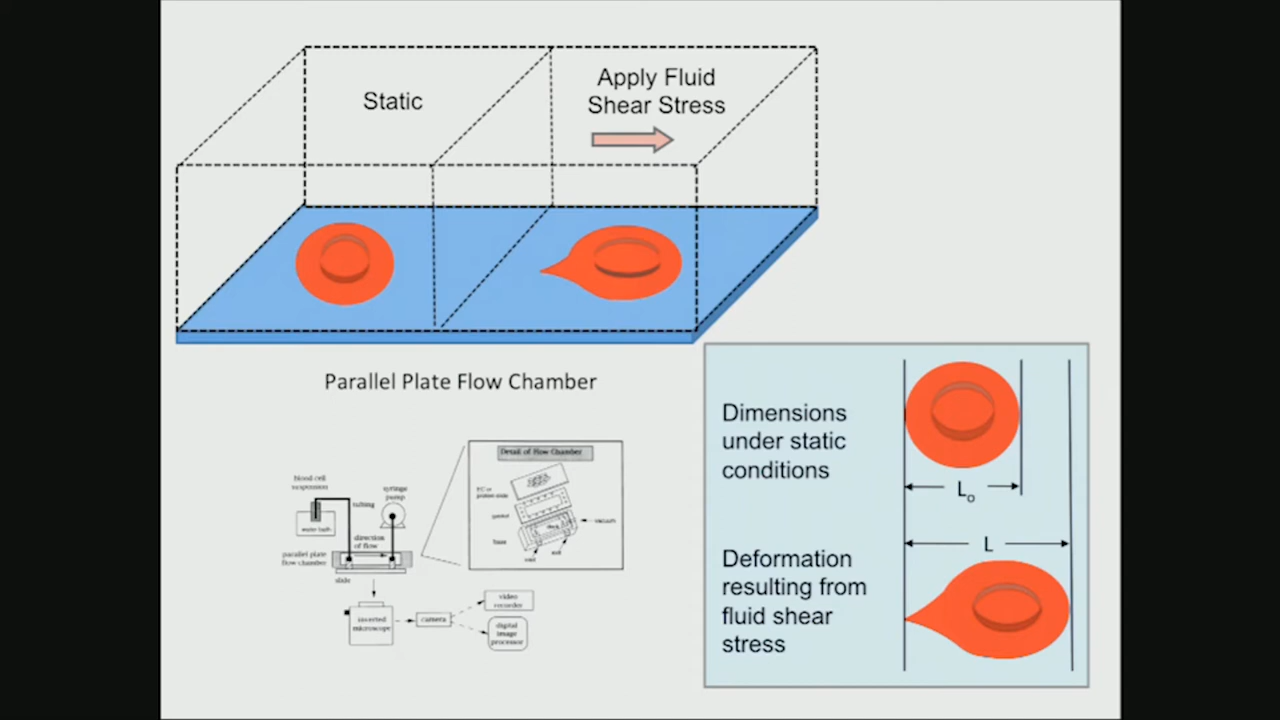 Static
Apply Fluid
Shear Stress
Parallel Plate Flow Chamber
Detail of Flow Chamber
blood cell
suspension
syringe
pump
tubing
water bath
direction
of flow
parallel plate
flow chamber
slide
gasket
vacuum
inverted
microscope
camera
video
recorder
digital
image
processor
Dimensions
under static
conditions
Lo
L
Deformation
resulting from
fluid shear
stress